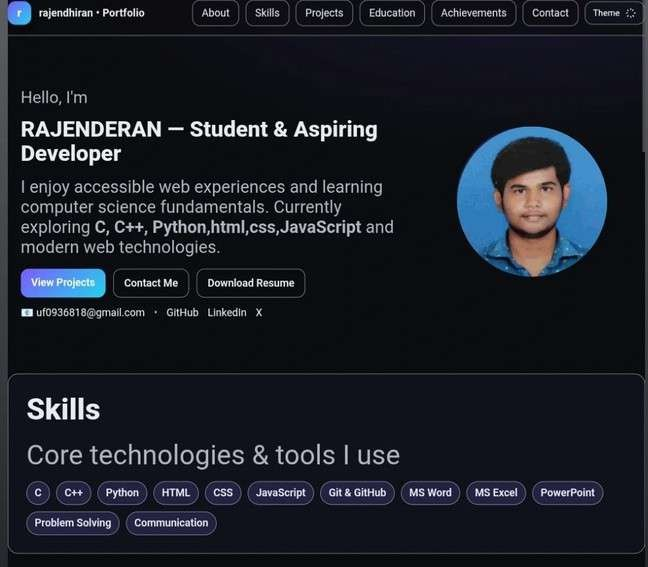 r rajendhiran • Portfolio About Skills Projects Education Achievements Contact Theme
Hello, I'm
RAJENDERAN — Student & Aspiring
Developer
I enjoy accessible web experiences and learning
computer science fundamentals. Currently
exploring C, C++, Python,html,css,JavaScript and
modern web technologies.
View Projects Contact Me Download Resume
uf0936818@gmail.com • GitHub LinkedIn X
Skills
Core technologies & tools I use
C C++ Python HTML CSS JavaScript Git & GitHub MS Word MS Excel PowerPoint
Problem Solving Communication